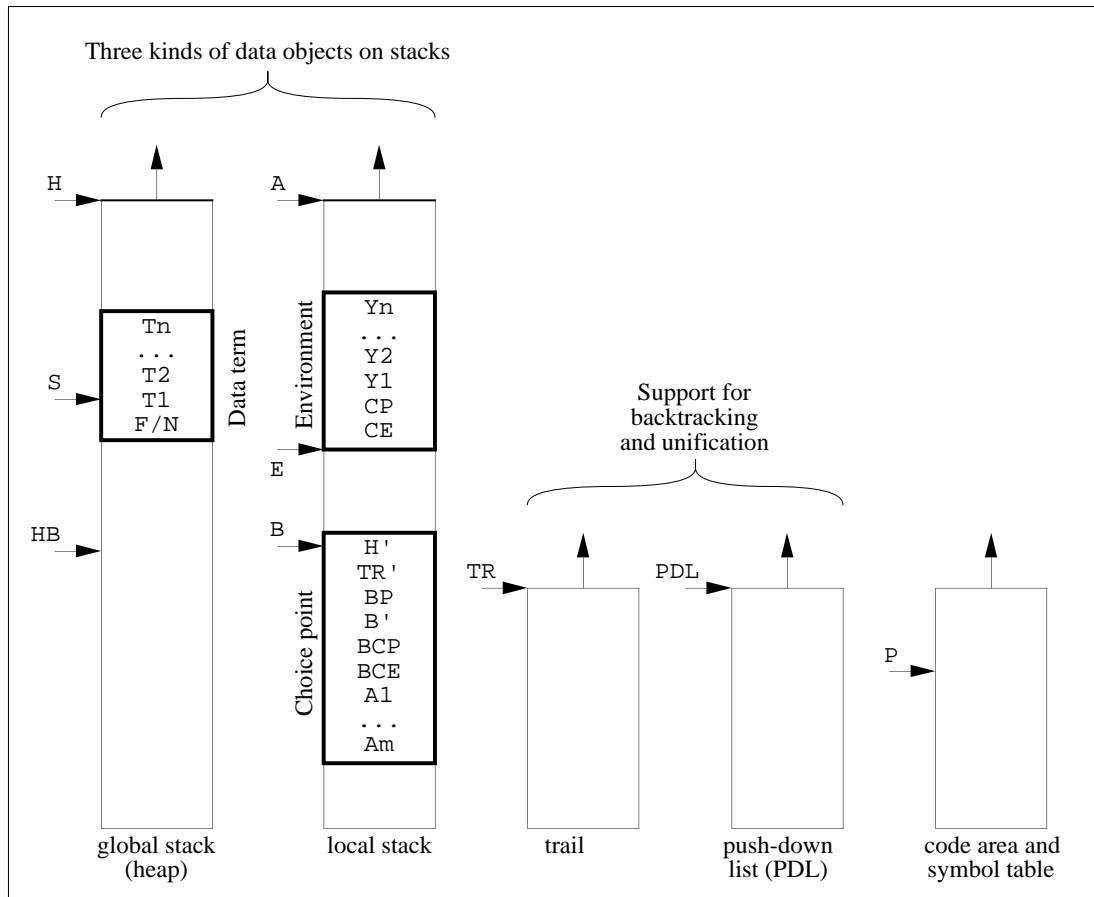 Three kinds of data objects on stacks
H
A
Tn
...
T2
T1
F/N
S
Data term
Environment
Yn
...
Y2
Y1
CP
CE
E
HB
B
Choice point
H'
TR'
BP
B'
BCP
BCE
A1
...
Am
Support for
backtracking
and unification
TR
PDL
P
global stack
(heap)
local stack
trail
push-down
list (PDL)
code area and
symbol table